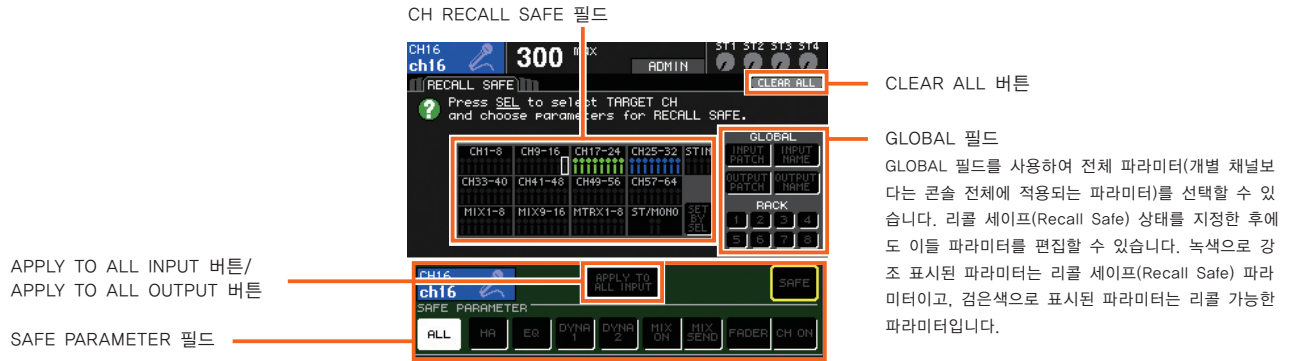 CH RECALL SAFE 필드
CH16
ch16
300 max
ADMIN
ST1 ST2 ST3 ST4
RECALL SAFE
CLEAR ALL
Press SEL to select TARGET CH
and choose parameters for RECALL SAFE.
CH1-8 CH9-16 CH17-24 CH25-32 STIN
CH33-40 CH41-48 CH49-56 CH57-64
MIX1-8 MIX9-16 MTRX1-8 ST/MONO
SET BY SEL
GLOBAL
INPUT PATCH INPUT NAME
OUTPUT PATCH OUTPUT NAME
RACK
1 2 3 4
5 6 7 8
CLEAR ALL 버튼
GLOBAL 필드
GLOBAL 필드를 사용하여 전체 파라미터(개별 채널보
다는 콘솔 전체에 적용되는 파라미터)를 선택할 수 있
습니다. 리콜 세이프(Recall Safe) 상태를 지정한 후에
도 이들 파라미터를 편집할 수 있습니다. 녹색으로 강
조 표시된 파라미터는 리콜 세이프(Recall Safe) 파라
미터이고, 검은색으로 표시된 파라미터는 리콜 가능한
파라미터입니다.
APPLY TO ALL INPUT 버튼/
APPLY TO ALL OUTPUT 버튼
SAFE PARAMETER 필드
CH16
ch16
APPLY TO
ALL INPUT
SAFE
SAFE PARAMETER
ALL HA EQ DYNA 1 DYNA 2 MIX ON MIX SEND FADER CH ON